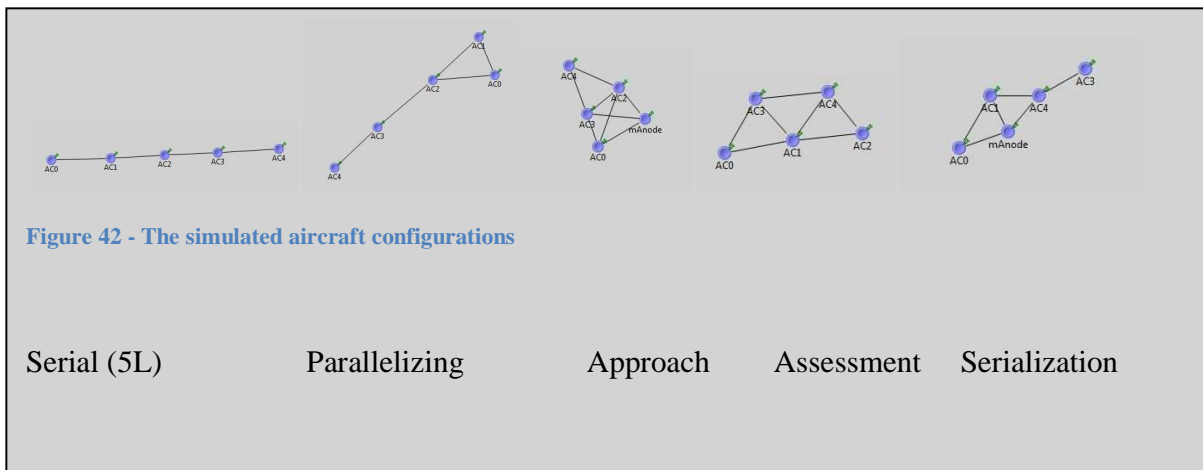 AC0 AC1 AC2 AC3 AC4
AC1
AC2 AC0
AC3
AC4
AC4
AC2
AC3 mAnode
AC0
AC3 AC4
AC0 AC1 AC2
AC3
AC1 AC4
AC0 mAnode
Figure 42 - The simulated aircraft configurations
Serial (5L) Parallelizing Approach Assessment Serialization